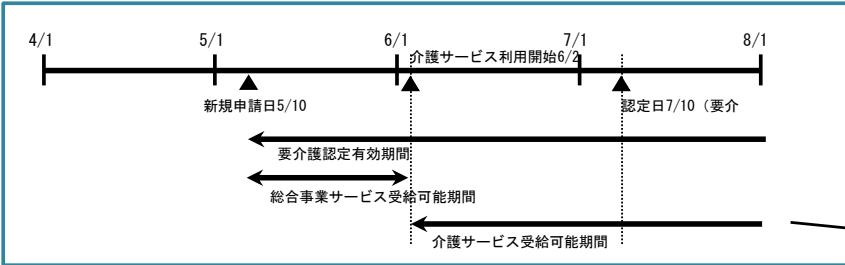 4/1 5/1 6/1 7/1 8/1
介護サービス利用開始6/2
新規申請日5/10
認定日7/10（要介
要介護認定有効期間
総合事業サービス受給可能期間
介護サービス受給可能期間